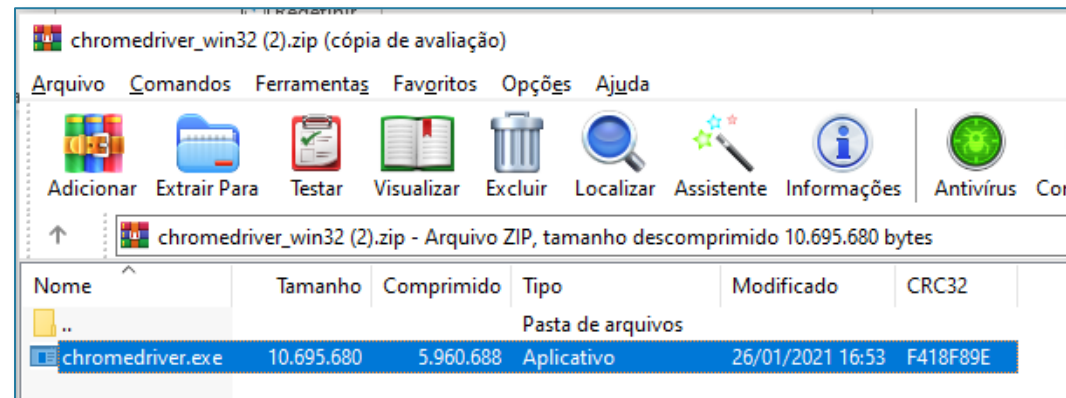 chromedriver_win32 (2).zip (cópia de avaliação)
Arquivo Comandos Ferramentas Favoritos Opções Ajuda
Adicionar Extrair Para Testar Visualizar Excluir Localizar Assistente Informações Antivírus
chromedriver_win32 (2).zip - Arquivo ZIP, tamanho descomprimido 10.695.680 bytes
Nome Tamanho Comprimido Tipo Modificado CRC32
.. Pasta de arquivos
chromedriver.exe 10.695.680 5.960.688 Aplicativo 26/01/2021 16:53 F418F89E